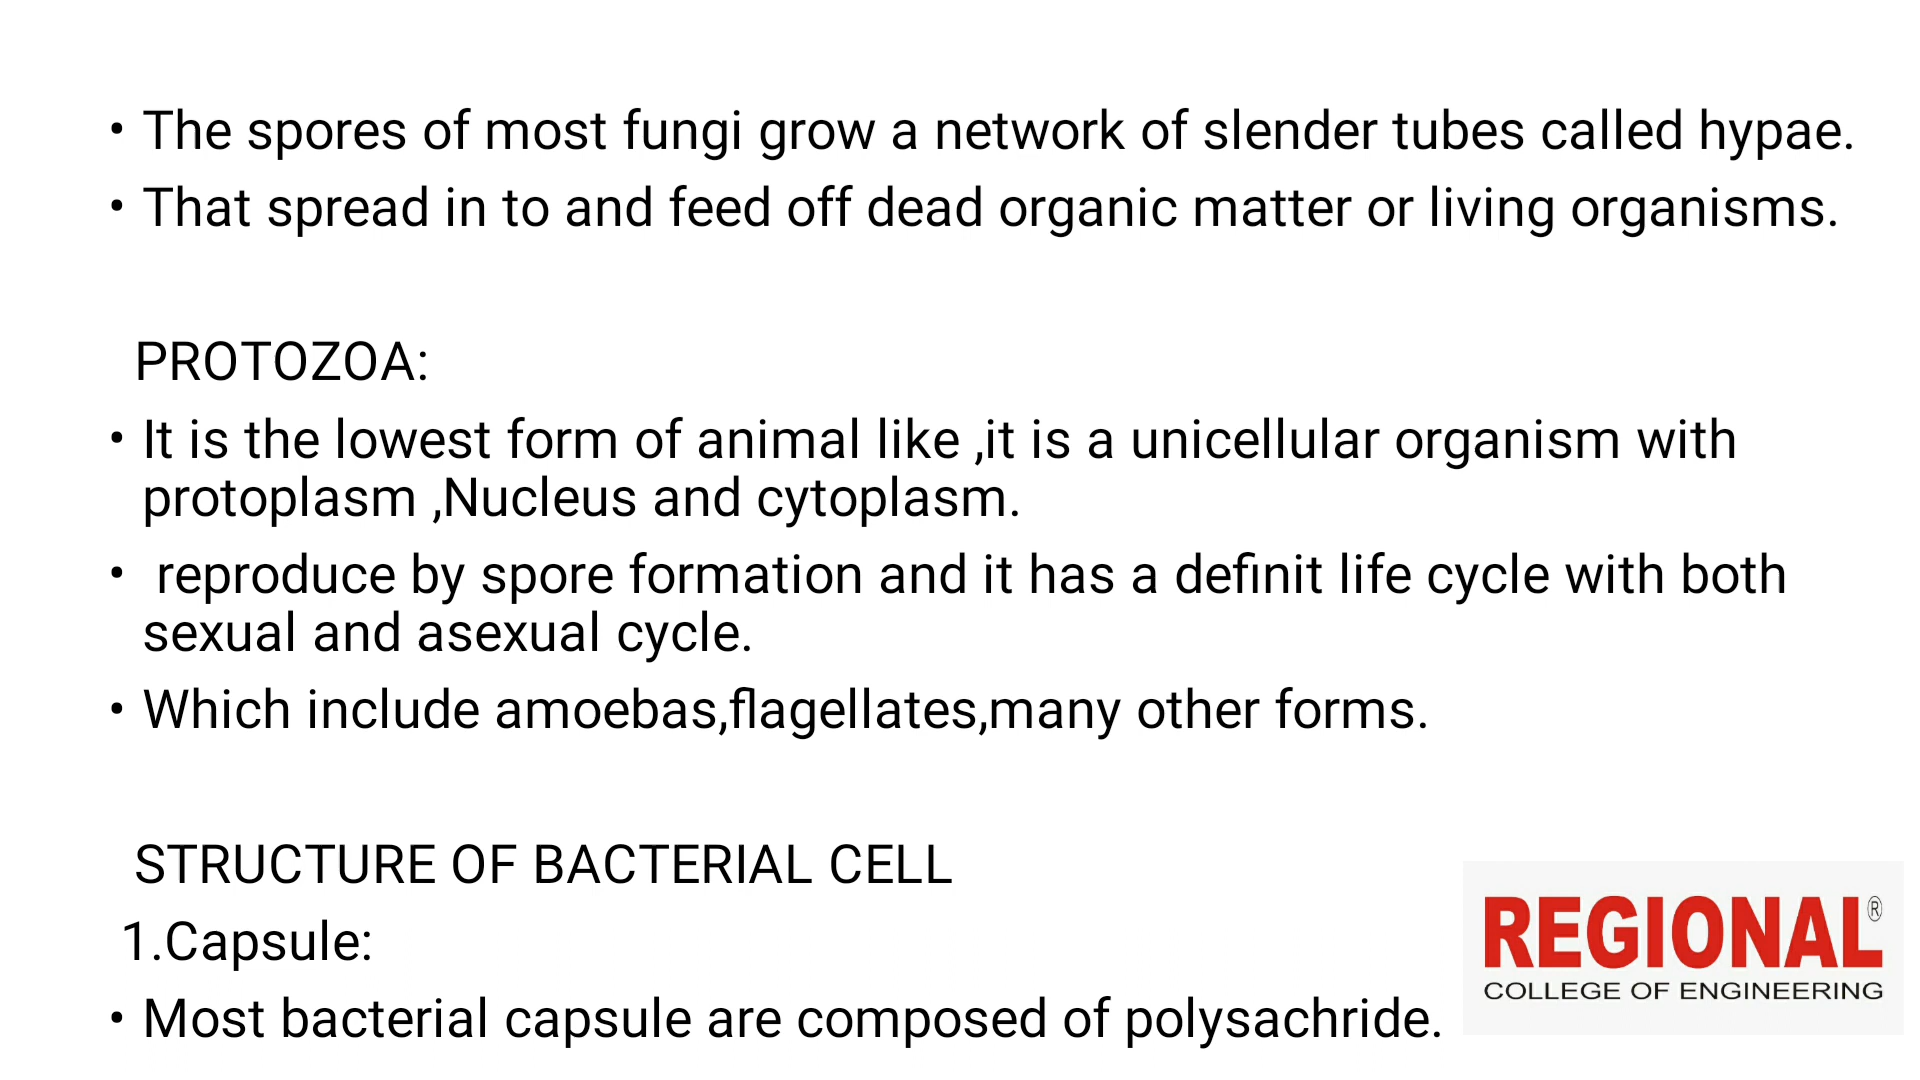 • The spores of most fungi grow a network of slender tubes called hypae.
• That spread in to and feed off dead organic matter or living organisms.
PROTOZOA:
• It is the lowest form of animal like ,it is a unicellular organism with
protoplasm ,Nucleus and cytoplasm.
• reproduce by spore formation and it has a definit life cycle with both
sexual and asexual cycle.
• Which include amoebas,flagellates,many other forms.
STRUCTURE OF BACTERIAL CELL
1.Capsule:
• Most bacterial capsule are composed of polysachride.
REGIONAL®
COLLEGE OF ENGINEERING